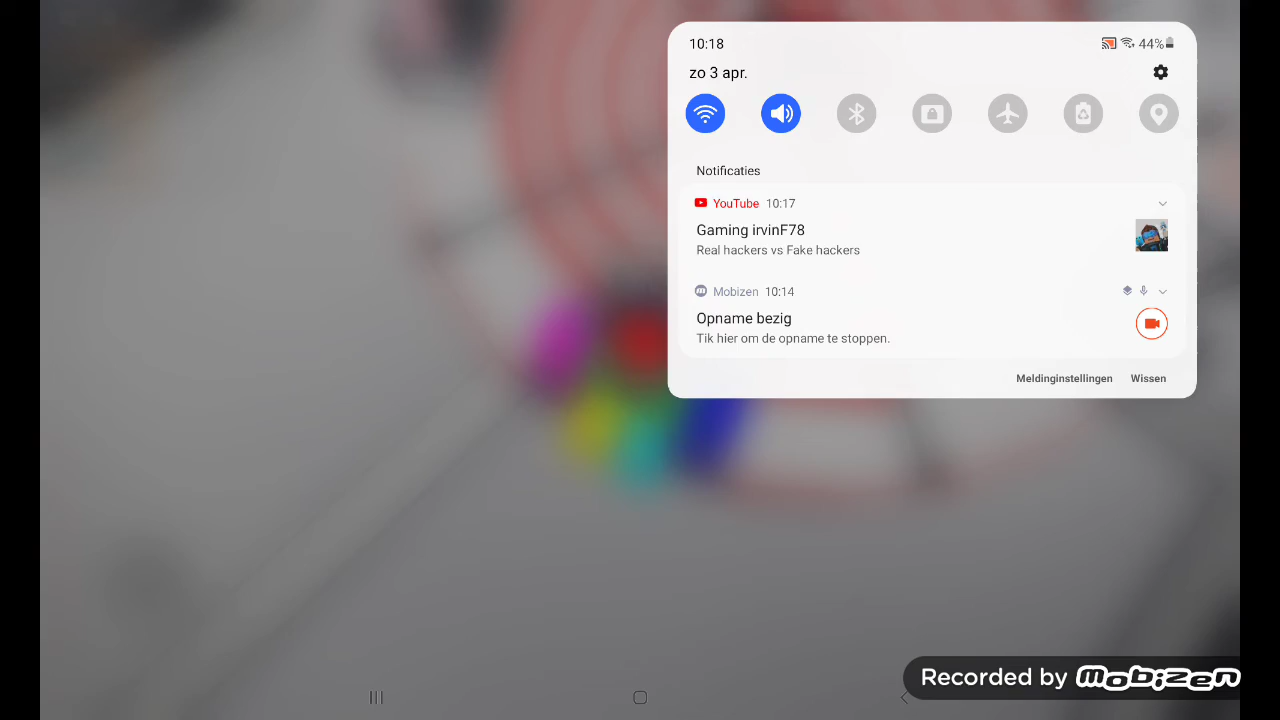 10:18 44%
zo 3 apr.
Notificaties
YouTube 10:17
Gaming irvinF78
Real hackers vs Fake hackers
Mobizen 10:14
Opname bezig
Tik hier om de opname te stoppen.
Meldinginstellingen Wissen
Recorded by mobizen